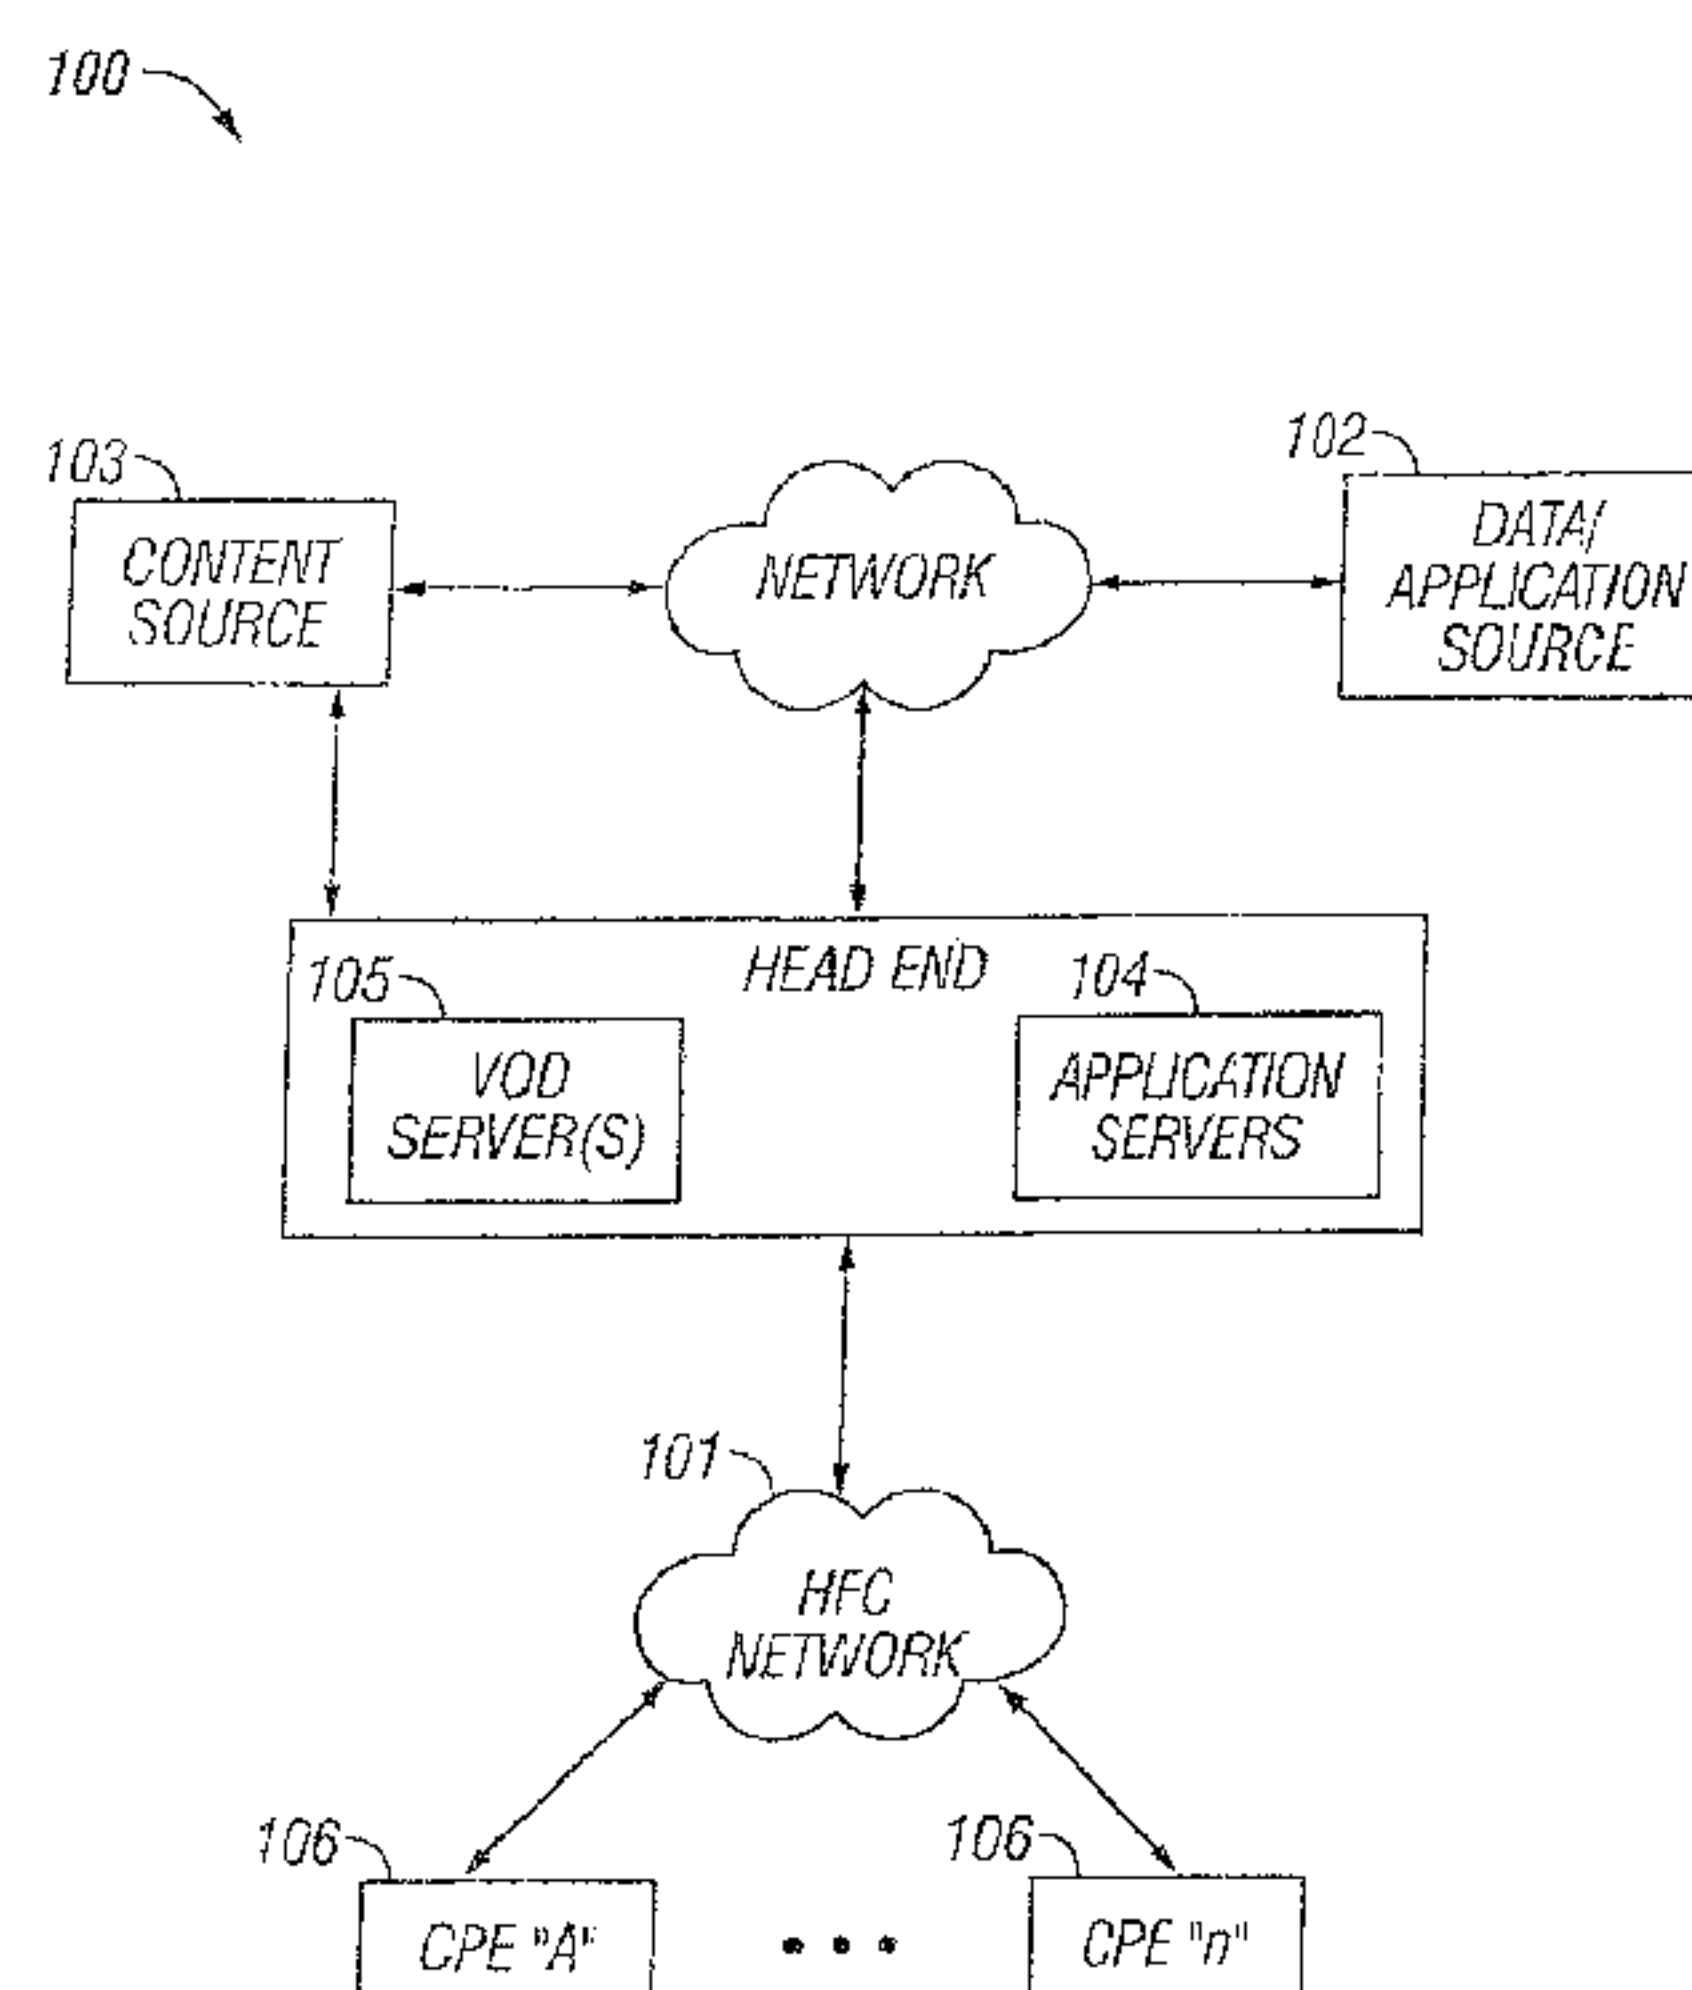 100
103
CONTENT
SOURCE
NETWORK
102
DATA/
APPLICATION
SOURCE
HEAD END
105
VOD
SERVER(S)
104
APPLICATION
SERVERS
101
HFC
NETWORK
106
CPE "A"
• • •
106
CPE "n"